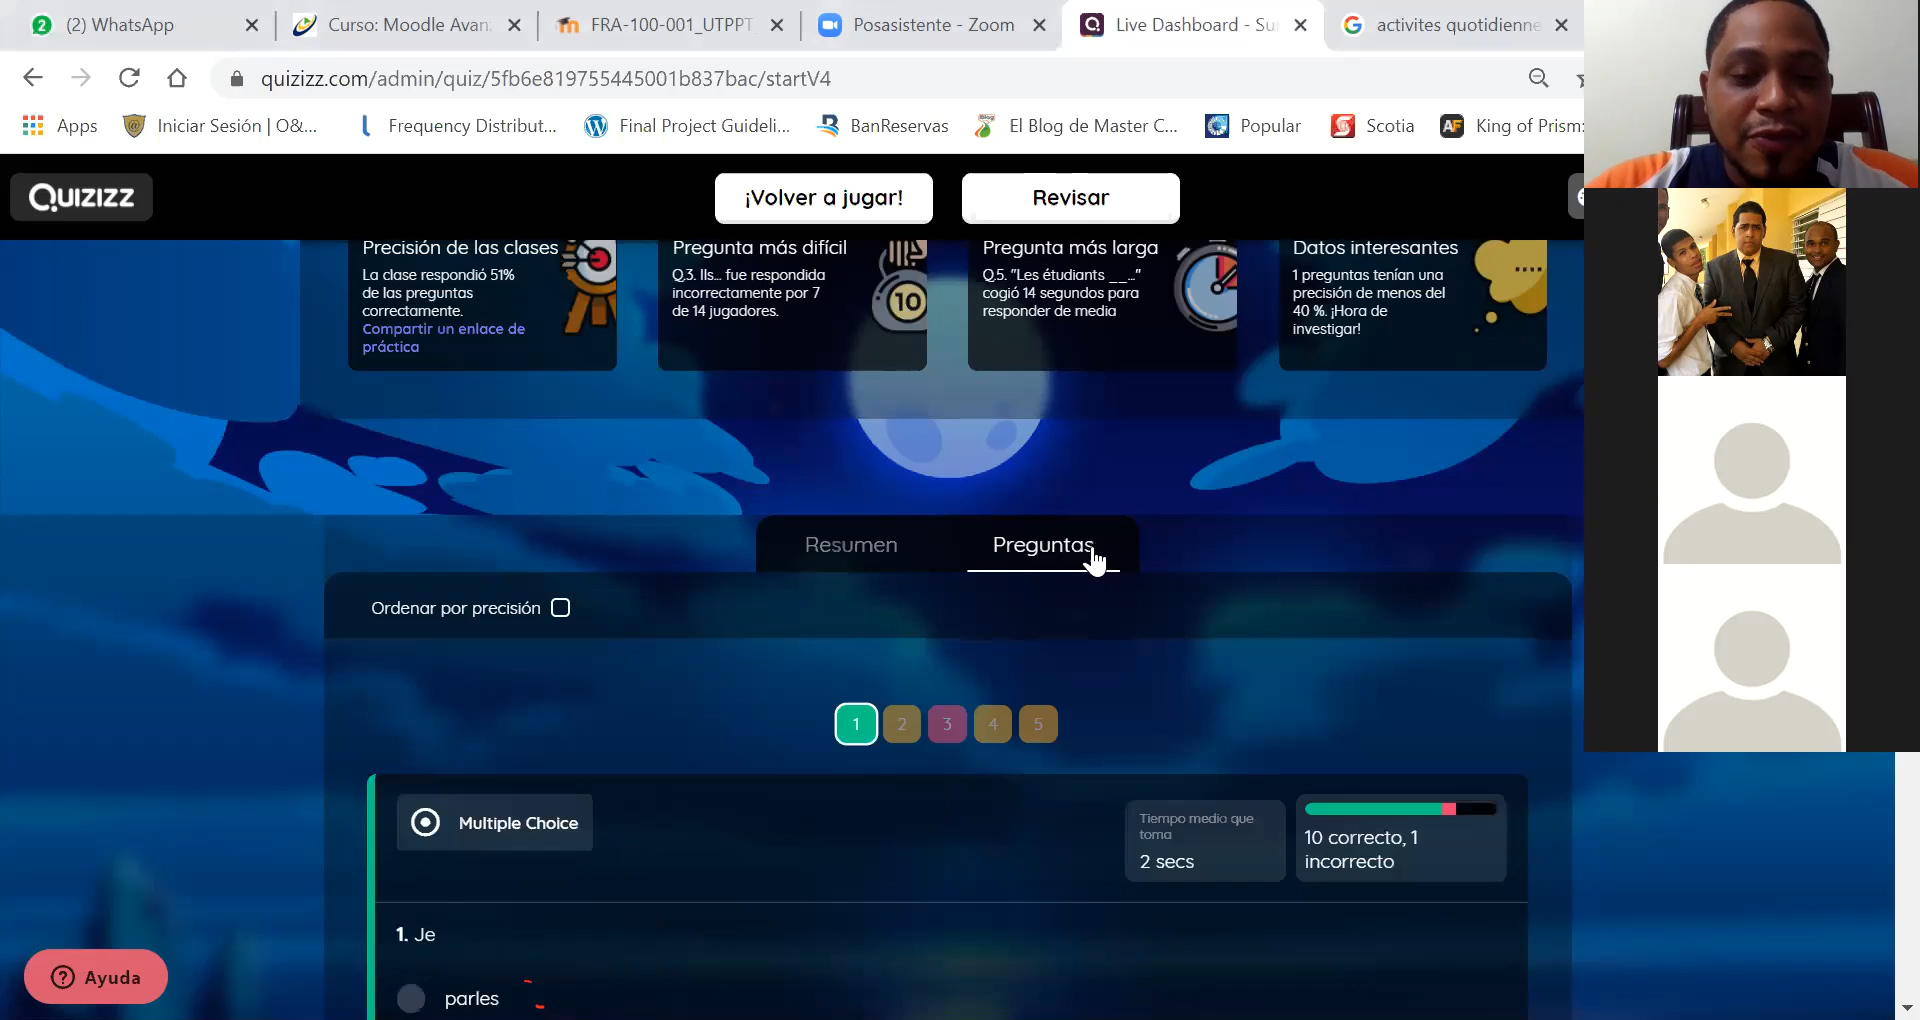 (2) WhatsApp
Curso: Moodle Avan
FRA-100-001_UTPPT
Posasistente - Zoom
Live Dashboard - Su
activites quotidienne
quizizz.com/admin/quiz/5fb6e819755445001b837bac/startV4
Apps
Iniciar Sesión | O&...
Frequency Distribut...
Final Project Guideli...
BanReservas
El Blog de Master C...
Popular
Scotia
King of Prism:
Quizizz
¡Volver a jugar!
Revisar
Precisión de las clases
La clase respondió 51%
de las preguntas
correctamente.
Compartir un enlace de
práctica
Pregunta más difícil
Q.3. Ils... fue respondida
incorrectamente por 7
de 14 jugadores.
10
Pregunta más larga
Q.5. "Les étudiants __..."
cogió 14 segundos para
responder de media
Datos interesantes
1 preguntas tenían una
precisión de menos del
40 %. ¡Hora de
investigar!
Resumen
Preguntas
Ordenar por precisión
1 2 3 4 5
Multiple Choice
Tiempo medio que
toma
2 secs
10 correcto, 1
incorrecto
1. Je
parles
Ayuda